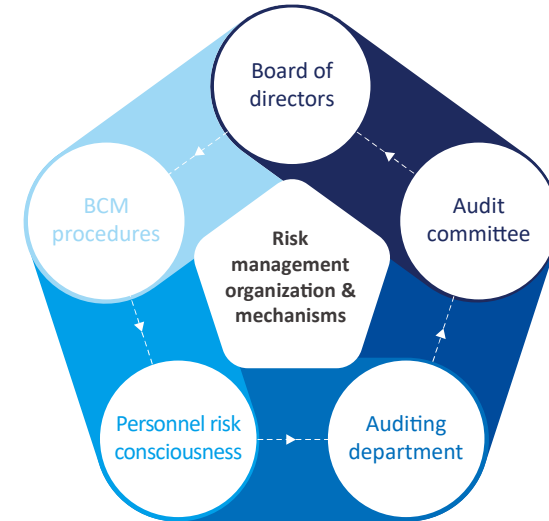 Board of
directors
BCM
procedures
Audit
committee
Risk
management
organization &
mechanisms
Personnel risk
consciousness
Auditing
department